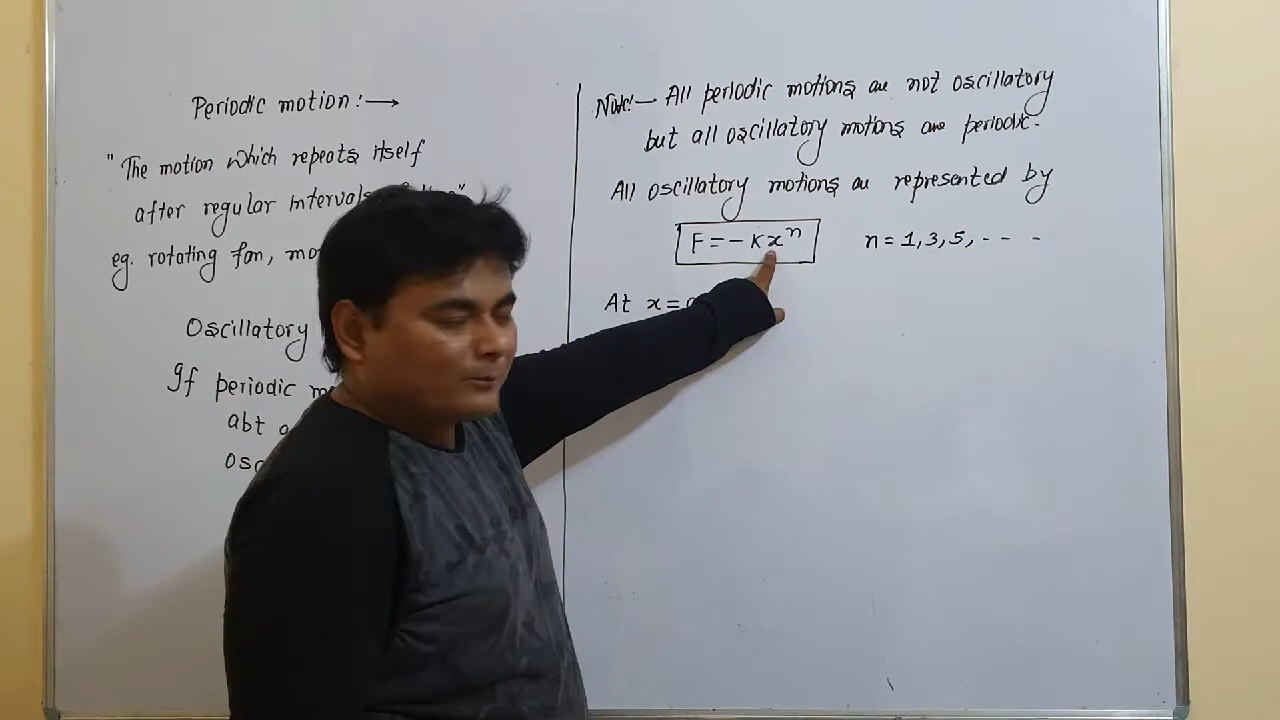 Periodic motion:→
"The motion which repeats itself
after regular intervals
eg. rotating fan,
Oscillatory
If periodic
abt
Note:— All periodic motions are not oscillatory
but all oscillatory motions are periodic.
All oscillatory motions are represented by
F = -Kxⁿ n = 1,3,5,- - -
At x =